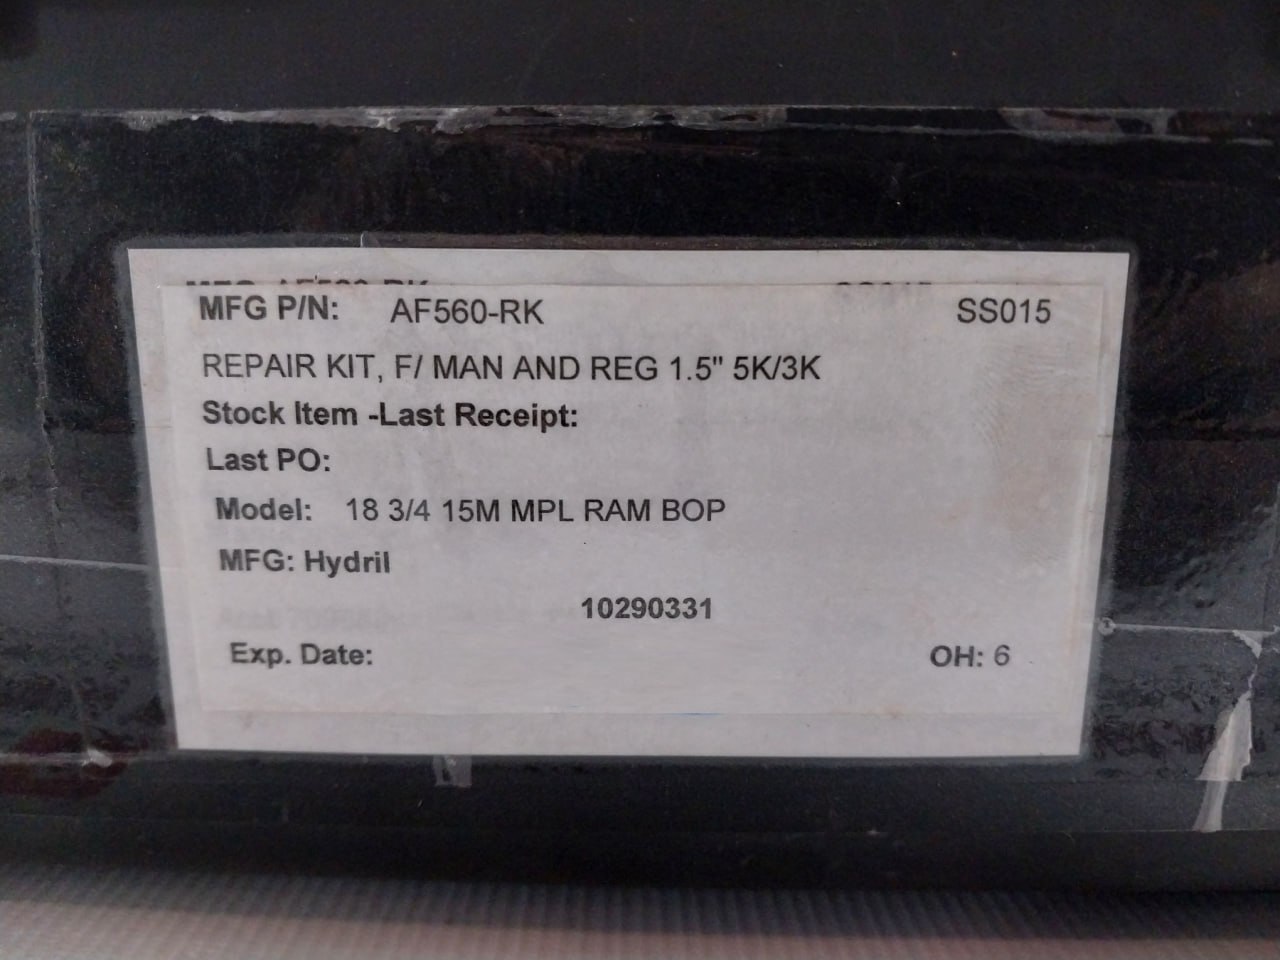 MFG P/N: AF560-RK SS015
REPAIR KIT, F/ MAN AND REG 1.5" 5K/3K
Stock Item -Last Receipt:
Last PO:
Model: 18 3/4 15M MPL RAM BOP
MFG: Hydril
10290331
Exp. Date: OH: 6